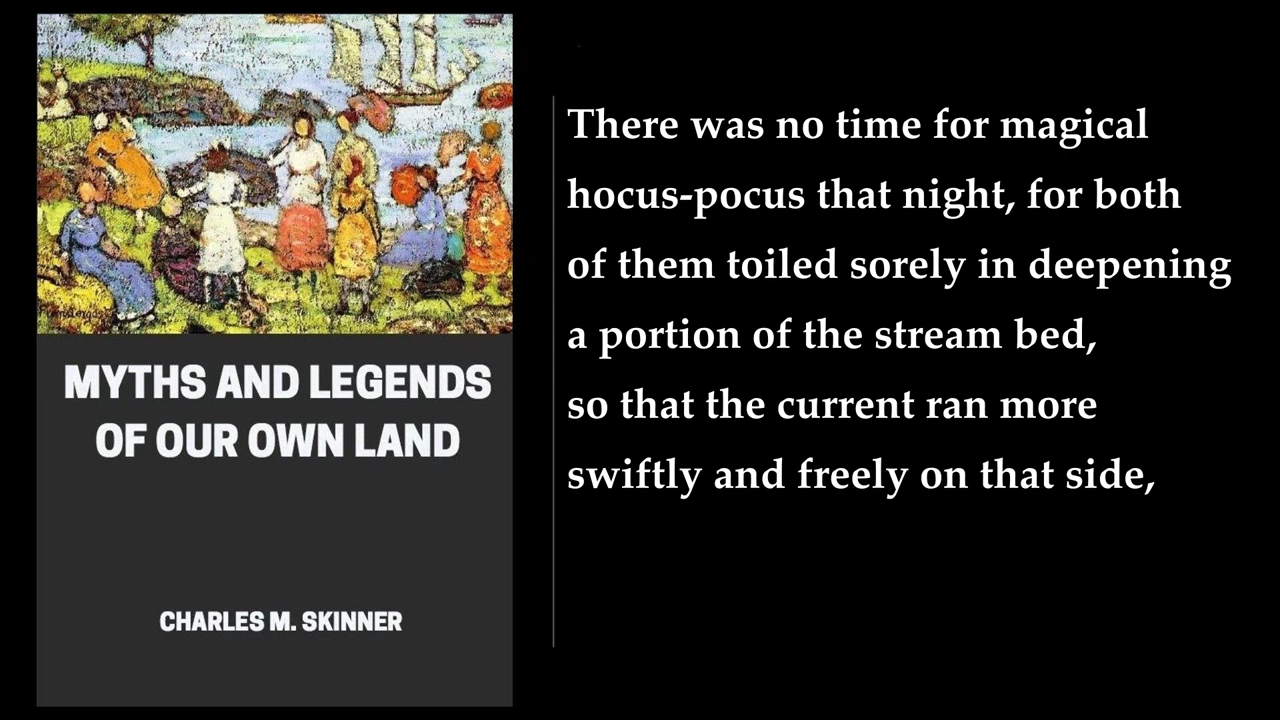 MYTHS AND LEGENDS
OF OUR OWN LAND
CHARLES M. SKINNER
There was no time for magical
hocus-pocus that night, for both
of them toiled sorely in deepening
a portion of the stream bed,
so that the current ran more
swiftly and freely on that side,